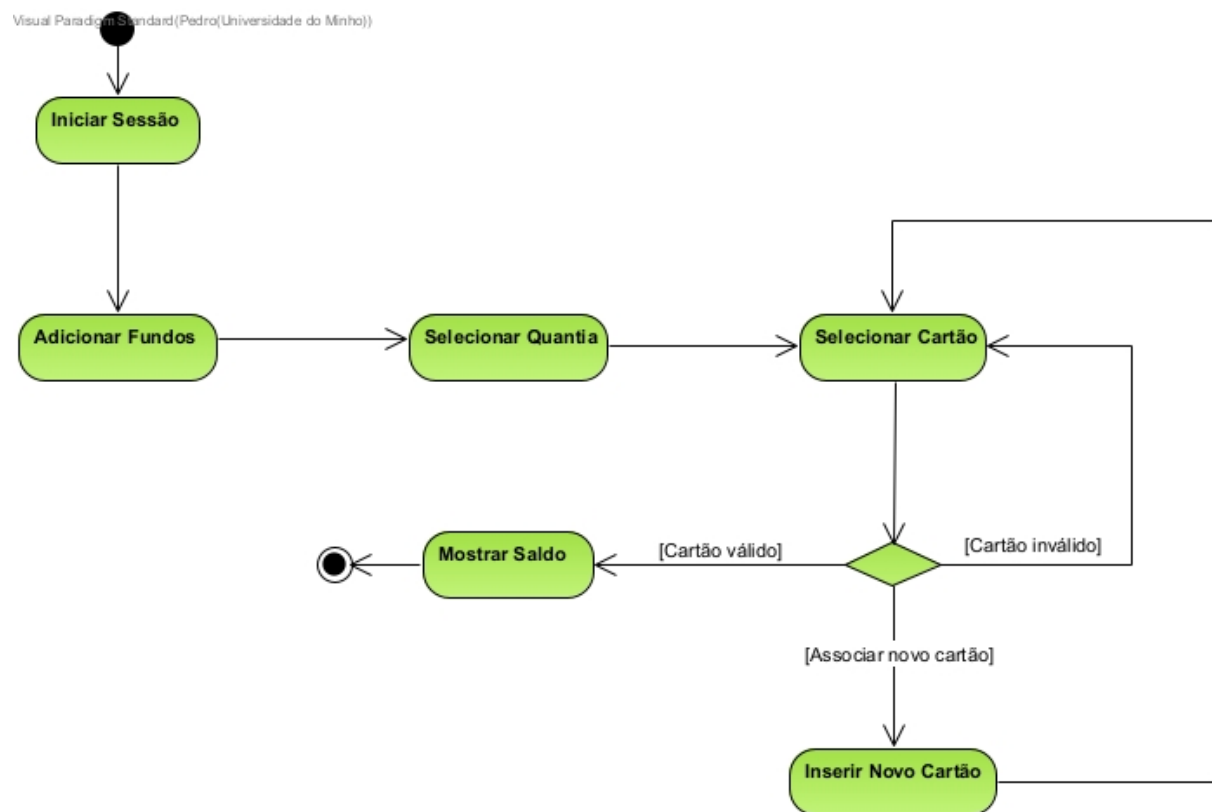 Visual Paradigm Standard(Pedro(Universidade do Minho))
Iniciar Sessão
Adicionar Fundos
Selecionar Quantia
Selecionar Cartão
Mostrar Saldo
[Cartão válido]
[Cartão inválido]
[Associar novo cartão]
Inserir Novo Cartão